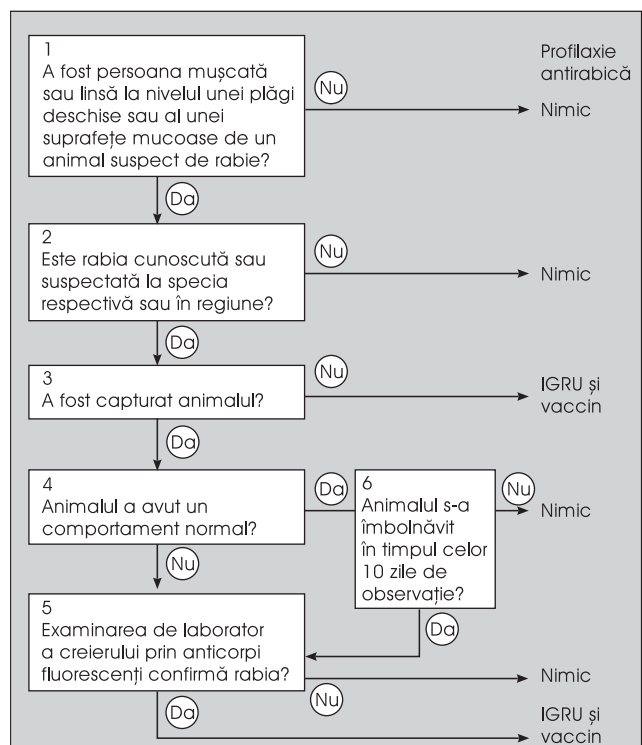 1
A fost persoana mușcată
sau linsă la nivelul unei plăgi
deschise sau al unei
suprafețe mucoase de un
animal suspect de rabie?
Nu
Profilaxie
antirabică
Nimic
Da
2
Este rabia cunoscută sau
suspectată la specia
respectivă sau în regiune?
Nu
Nimic
Da
3
A fost capturat animalul?
Nu
IGRU și
vaccin
Da
4
Animalul a avut un
comportament normal?
Da
6
Animalul s-a
îmbolnăvit
în timpul celor
10 zile de
observație?
Nu
Nimic
Nu
Da
5
Examinarea de laborator
a creierului prin anticorpi
fluorescenți confirmă rabia?
Nu
Nimic
Da
IGRU și
vaccin